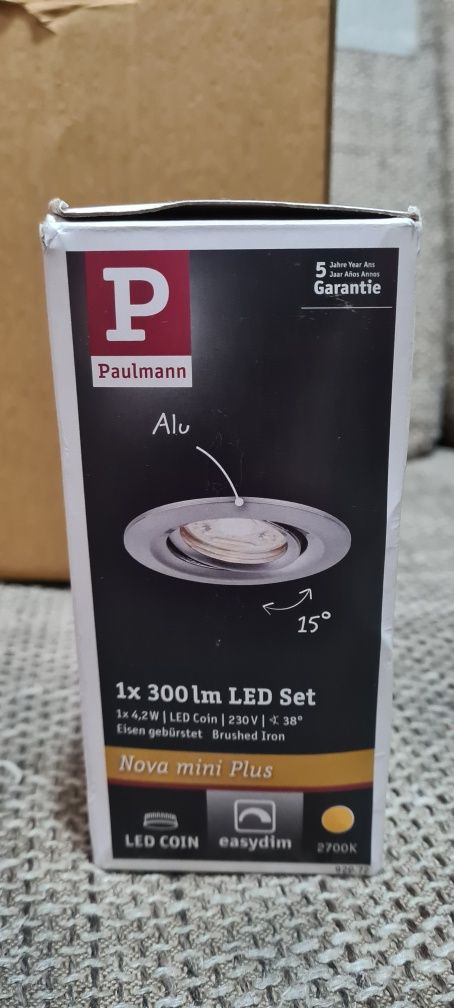 P
Paulmann
5 Jahre Year Ans
Jaar Años Annos
Garantie
Alu
15°
1x 300lm LED Set
1x 4,2W | LED Coin | 230V | 38°
Eisen gebürstet Brushed Iron
Nova mini Plus
LED COIN
easydim
2700K